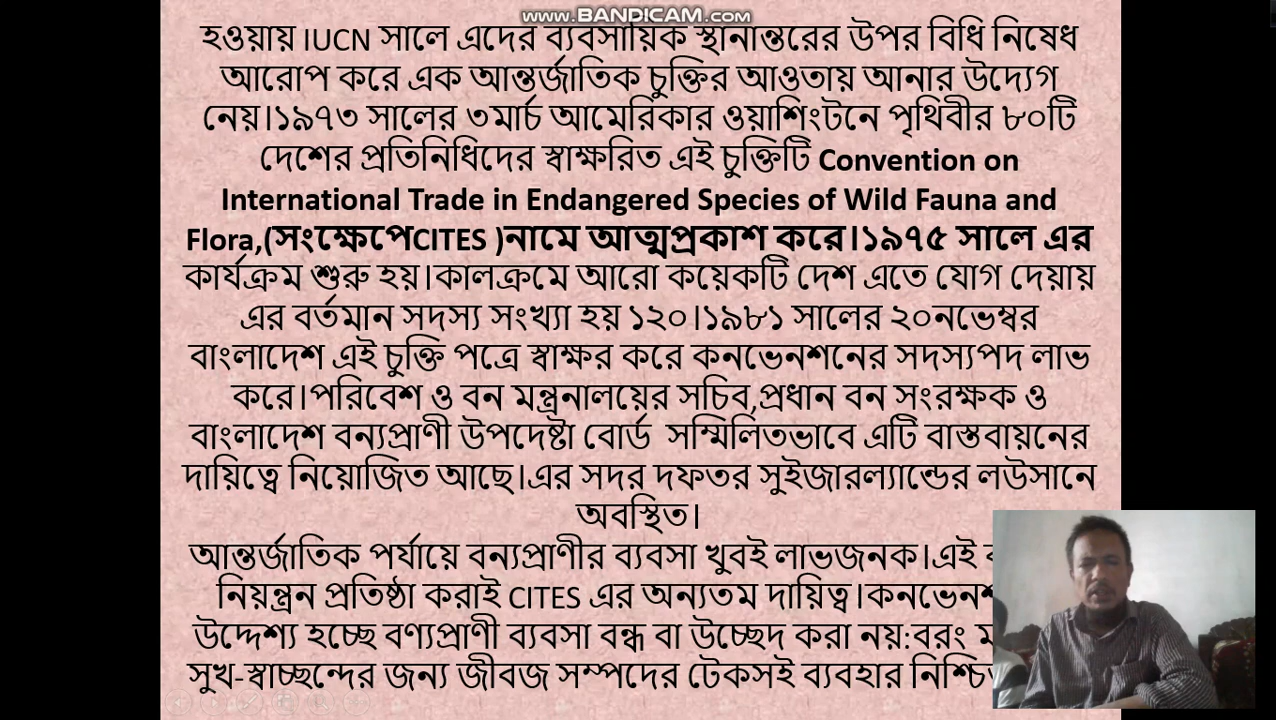 www.BANDICAM.com
হওয়ায়।IUCN সালে এদের ব্যবসায়িক স্থানান্তরের উপর বিধি নিষেধ
আরোপ করে এক আন্তর্জাতিক চুক্তির আওতায় আনার উদ্যেগ
নেয়।১৯৭৩ সালের ৩মার্চ আমেরিকার ওয়াশিংটনে পৃথিবীর ৮০টি
দেশের প্রতিনিধিদের স্বাক্ষরিত এই চুক্তিটি Convention on
International Trade in Endangered Species of Wild Fauna and
Flora,(সংক্ষেপেCITES )নামে আত্মপ্রকাশ করে।১৯৭৫ সালে এর
কার্যক্রম শুরু হয়।কালক্রমে আরো কয়েকটি দেশ এতে যোগ দেয়ায়
এর বর্তমান সদস্য সংখ্যা হয় ১২০।১৯৮১ সালের ২০নভেম্বর
বাংলাদেশ এই চুক্তি পত্রে স্বাক্ষর করে কনভেনশনের সদস্যপদ লাভ
করে।পরিবেশ ও বন মন্ত্রনালয়ের সচিব,প্রধান বন সংরক্ষক ও
বাংলাদেশ বন্যপ্রাণী উপদেষ্টা বোর্ড সম্মিলিতভাবে এটি বাস্তবায়নের
দায়িত্বে নিয়োজিত আছে।এর সদর দফতর সুইজারল্যান্ডের লউসানে
অবস্থিত।
আন্তর্জাতিক পর্যায়ে বন্যপ্রাণীর ব্যবসা খুবই লাভজনক।এই
নিয়ন্ত্রন প্রতিষ্ঠা করাই CITES এর অন্যতম দায়িত্ব।
উদ্দেশ্য হচ্ছে বণ্যপ্রাণী ব্যবসা বন্ধ বা উচ্ছেদ করা নয়:বরং
সুখ-স্বাচ্ছন্দের জন্য জীবজ সম্পদের টেকসই ব্যবহার